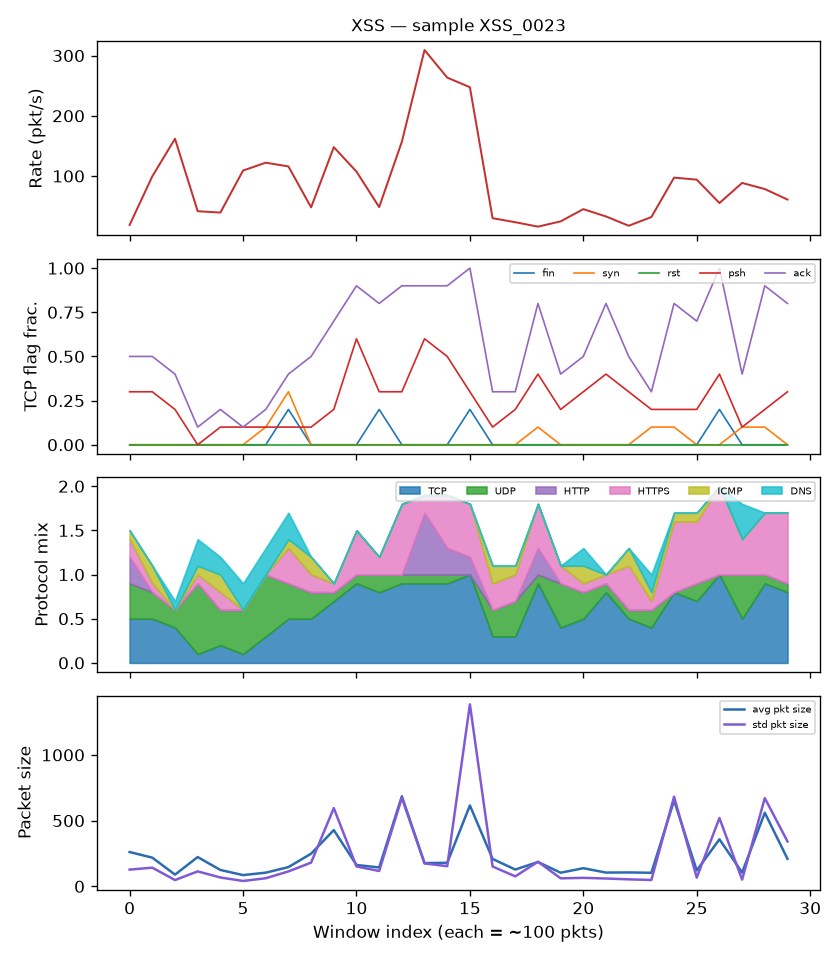 XSS — sample XSS_0023
Rate (pkt/s)
300
200
100
TCP flag frac.
1.00
0.75
0.50
0.25
0.00
fin syn rst psh ack
Protocol mix
2.0
1.5
1.0
0.5
0.0
TCP UDP HTTP HTTPS ICMP DNS
Packet size
1000
500
0
avg pkt size
std pkt size
0 5 10 15 20 25 30
Window index (each = ~100 pkts)